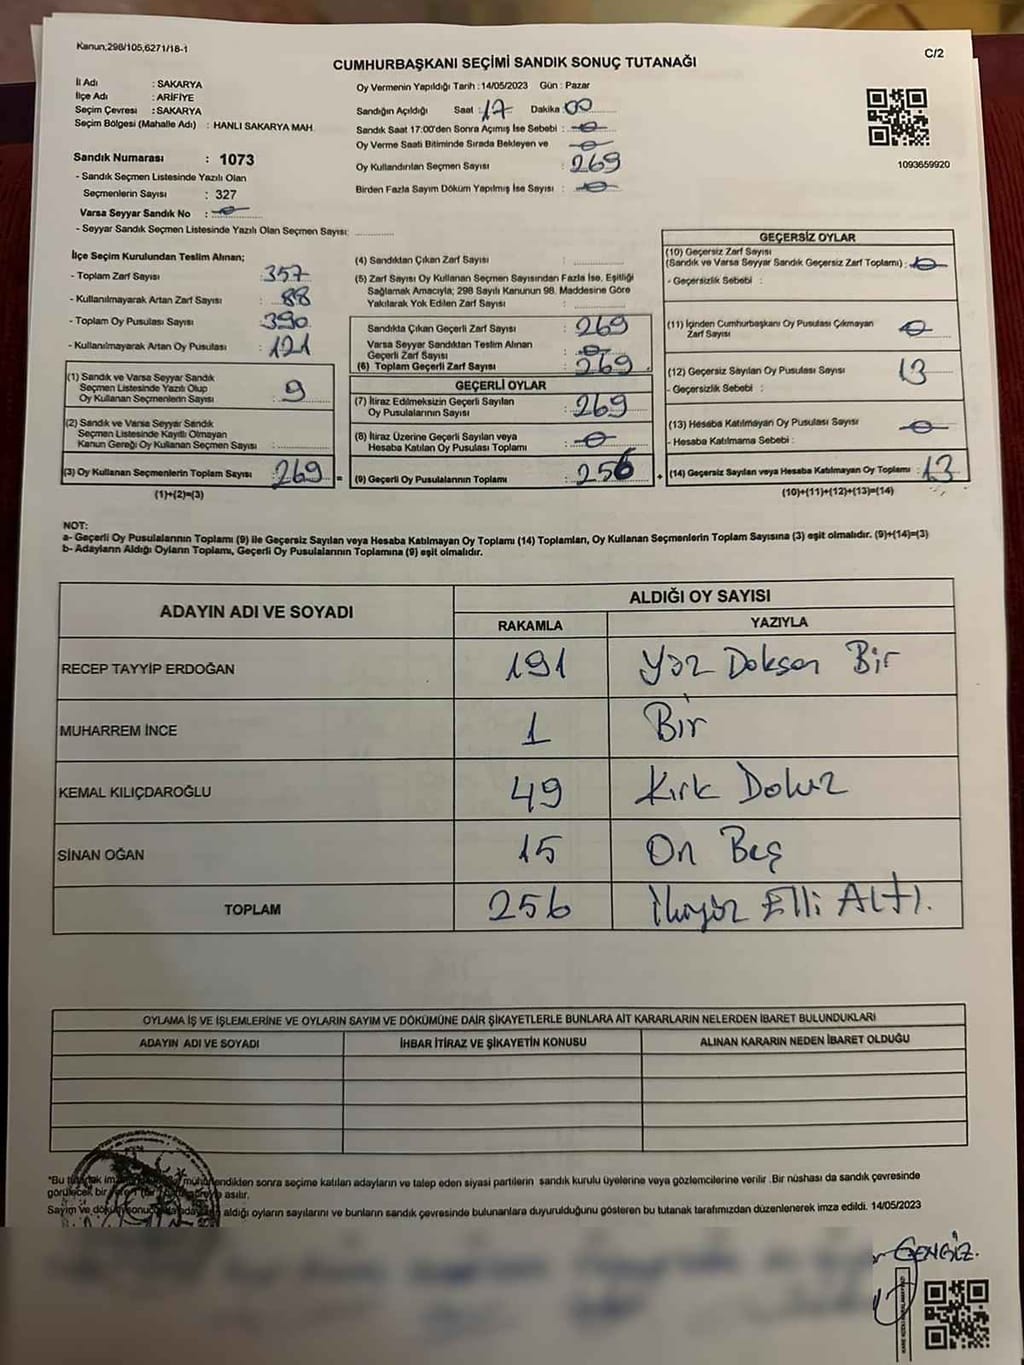 Kanun,298/105,6271/18-1
C/2
CUMHURBAŞKANI SEÇİMİ SANDIK SONUÇ TUTANAĞI
İl Adı : SAKARYA
İlçe Adı : ARİFİYE
Seçim Çevresi : SAKARYA
Seçim Bölgesi (Mahalle Adı) : HANLI SAKARYA MAH.
Sandık Numarası : 1073
- Sandık Seçmen Listesinde Yazılı Olan
Seçmenlerin Sayısı : 327
Varsa Seyyar Sandık No : 0
- Seyyar Sandık Seçmen Listesinde Yazılı Olan Seçmen Sayısı:
Oy Vermenin Yapıldığı Tarih : 14/05/2023 Gün : Pazar
Sandığın Açıldığı Saat : 17 Dakika 00
Sandık Saat 17:00'den Sonra Açımış İse Sebebi : 0
Oy Verme Saati Bitiminde Sırada Bekleyen ve 0
Oy Kullandırılan Seçmen Sayısı : 269
Birden Fazla Sayım Döküm Yapılmış İse Sayısı : 0
1093659920
İlçe Seçim Kurulundan Teslim Alınan;
- Toplam Zarf Sayısı : 357
- Kullanılmayarak Artan Zarf Sayısı : 88
- Toplam Oy Pusulası Sayısı : 390
- Kullanılmayarak Artan Oy Pusulası : 121
(1) Sandık ve Varsa Seyyar Sandık
Seçmen Listesinde Yazılı Olup
Oy Kullanan Seçmenlerin Sayısı : 9
(2) Sandık ve Varsa Seyyar Sandık
Seçmen Listesinde Kayıtlı Olmayan
Kanun Gereği Oy Kullanan Seçmen Sayısı :
(3) Oy Kullanan Seçmenlerin Toplam Sayısı : 269 =
(1)+(2)=(3)
(4) Sandıktan Çıkan Zarf Sayısı :
(5) Zarf Sayısı Oy Kullanan Seçmen Sayısından Fazla İse, Eşitliği
Sağlamak Amacıyla; 298 Sayılı Kanunun 98. Maddesine Göre
Yakılarak Yok Edilen Zarf Sayısı :
Sandıkta Çıkan Geçerli Zarf Sayısı : 269
Varsa Seyyar Sandıktan Teslim Alınan
Geçerli Zarf Sayısı : 0
(6) Toplam Geçerli Zarf Sayısı : 269
GEÇERLİ OYLAR
(7) İtiraz Edilmeksizin Geçerli Sayılan
Oy Pusulalarının Sayısı : 269
(8) İtiraz Üzerine Geçerli Sayılan veya
Hesaba Katılan Oy Pusulası Toplamı : 0
(9) Geçerli Oy Pusulalarının Toplamı : 256 +
GEÇERSİZ OYLAR
(10) Geçersiz Zarf Sayısı
(Sandık ve Varsa Seyyar Sandık Geçersiz Zarf Toplamı) : 0
- Geçersizlik Sebebi :
(11) İçinden Cumhurbaşkanı Oy Pusulası Çıkmayan
Zarf Sayısı : 0
(12) Geçersiz Sayılan Oy Pusulası Sayısı : 13
- Geçersizlik Sebebi :
(13) Hesaba Katılmayan Oy Pusulası Sayısı : 0
- Hesaba Katılmama Sebebi :
(14) Geçersiz Sayılan veya Hesaba Katılmayan Oy Toplamı : 13
(10)+(11)+(12)+(13)=(14)
NOT:
a- Geçerli Oy Pusulalarının Toplamı (9) ile Geçersiz Sayılan veya Hesaba Katılmayan Oy Toplamı (14) Toplamları, Oy Kullanan Seçmenlerin Toplam Sayısına (3) eşit olmalıdır. (9)+(14)=(3)
b- Adayların Aldığı Oyların Toplamı, Geçerli Oy Pusulalarının Toplamına (9) eşit olmalıdır.
ADAYIN ADI VE SOYADI ALDIĞI OY SAYISI
RAKAMLA YAZIYLA
RECEP TAYYİP ERDOĞAN 191 Yüz Doksan Bir
MUHARREM İNCE 1 Bir
KEMAL KILIÇDAROĞLU 49 Kırk Dokuz
SİNAN OĞAN 15 On Beş
TOPLAM 256 İkiyüz Elli Altı.
OYLAMA İŞ VE İŞLEMLERİNE VE OYLARIN SAYIM VE DÖKÜMÜNE DAİR ŞİKAYETLERLE BUNLARA AİT KARARLARIN NELERDEN İBARET BULUNDUKLARI
ADAYIN ADI VE SOYADI İHBAR İTİRAZ VE ŞİKAYETİN KONUSU ALINAN KARARIN NEDEN İBARET OLDUĞU
*Bu mühürlendikten sonra seçime katılan adayların ve talep eden siyasi partilerin sandık kurulu üyelerine veya gözlemcilerine verilir .Bir nüshası da sandık çevresinde
görülecek bir asılır.
Sayım ve aldığı oyların sayılarını ve bunların sandık çevresinde bulunanlara duyurulduğunu gösteren bu tutanak tarafımızdan düzenlenerek imza edildi. 14/05/2023
GENGİZ.